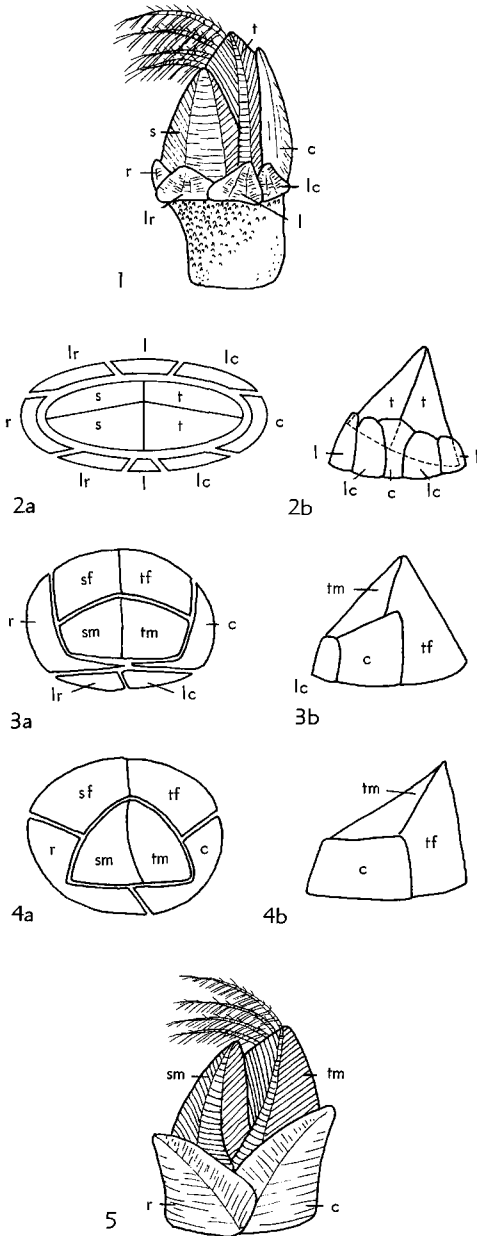 t
s
c
r
lc
lr
l
1
lr l lc
s t
r c
s t
lr l lc
2a
t t
l l
lc c lc
2b
sf tf
r c
sm tm
lr lc
3a
tm
c tf
lc
3b
sf tf
r c
sm tm
4a
tm
tf
c
4b
sm tm
r c
5